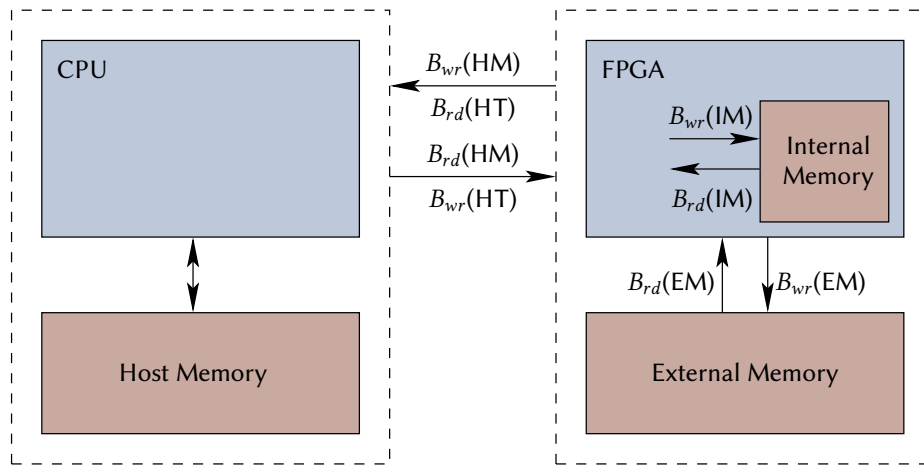 CPU
B_wr(HM)
B_rd(HT)
B_rd(HM)
B_wr(HT)
FPGA
B_wr(IM)
B_rd(IM)
Internal
Memory
B_rd(EM)
B_wr(EM)
Host Memory
External Memory